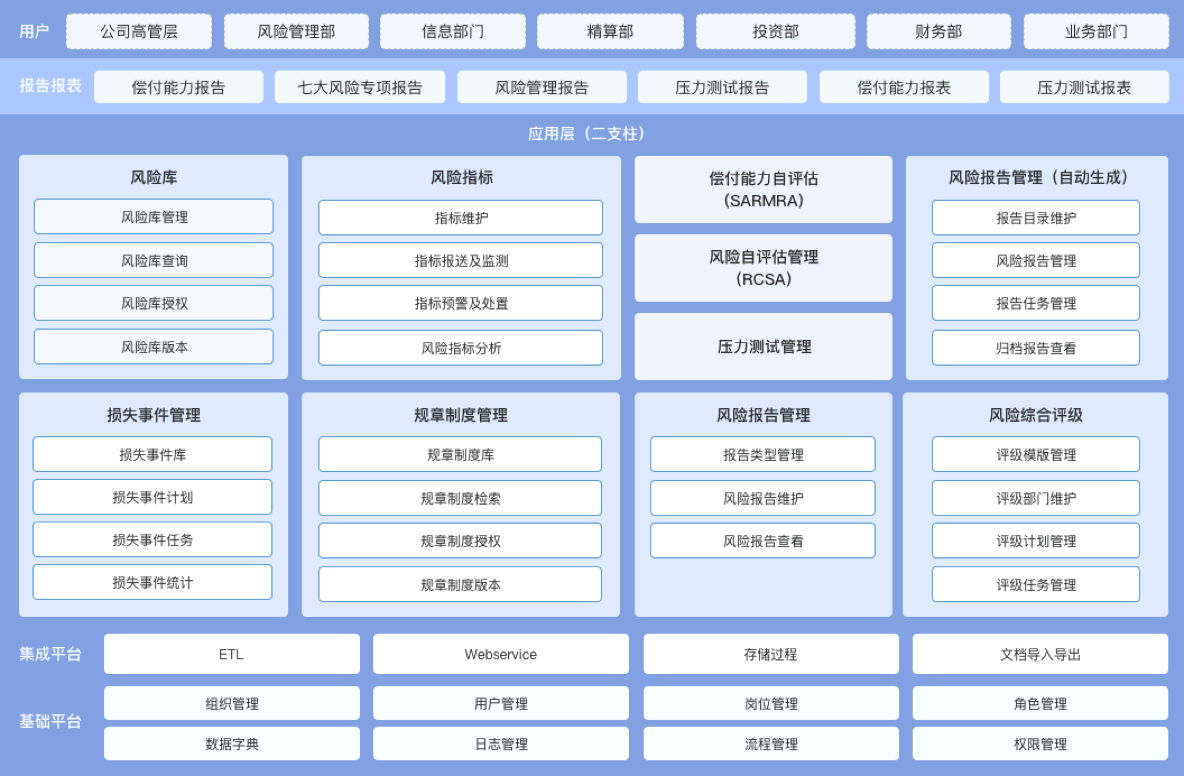 用户
公司高管层
风险管理部
信息部门
精算部
投资部
财务部
业务部门
报告报表
偿付能力报告
七大风险专项报告
风险管理报告
压力测试报告
偿付能力报表
压力测试报表
应用层（二支柱）
风险库
风险库管理
风险库查询
风险库授权
风险库版本
风险指标
指标维护
指标报送及监测
指标预警及处置
风险指标分析
偿付能力自评估
（SARMRA）
风险自评估管理
（RCSA）
压力测试管理
风险报告管理（自动生成）
报告目录维护
风险报告管理
报告任务管理
归档报告查看
损失事件管理
损失事件库
损失事件计划
损失事件任务
损失事件统计
规章制度管理
规章制度库
规章制度检索
规章制度授权
规章制度版本
风险报告管理
报告类型管理
风险报告维护
风险报告查看
风险综合评级
评级模版管理
评级部门维护
评级计划管理
评级任务管理
集成平台
ETL
Webservice
存储过程
文档导入导出
基础平台
组织管理
用户管理
岗位管理
角色管理
数据字典
日志管理
流程管理
权限管理